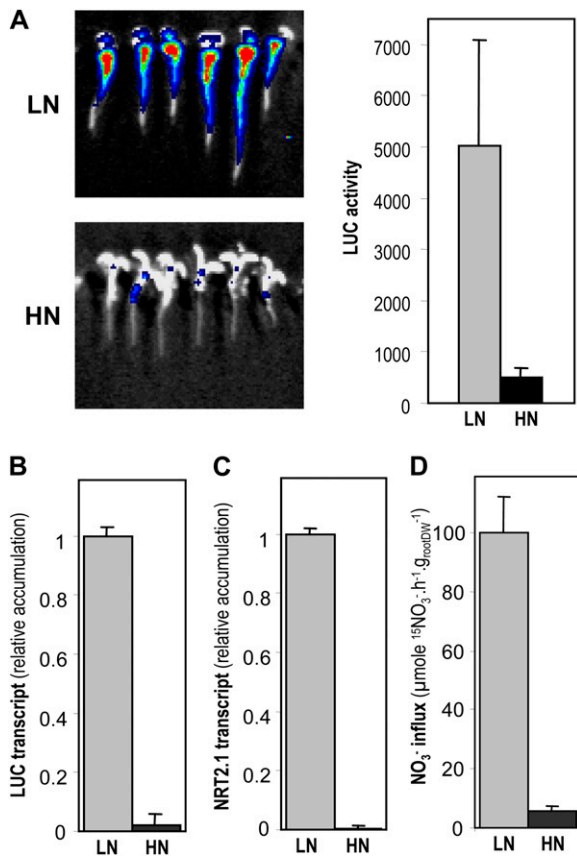 A
LN
HN
LUC activity
7000
6000
5000
4000
3000
2000
1000
0
LN HN
B
LUC transcript (relative accumulation)
1
0.8
0.6
0.4
0.2
0
LN HN
C
NRT2.1 transcript (relative accumulation)
1
0.8
0.6
0.4
0.2
0
LN HN
D
NO₃⁻ influx (µmole ¹⁵NO₃⁻.h⁻¹.g_rootDW⁻¹)
100
80
60
40
20
0
LN HN